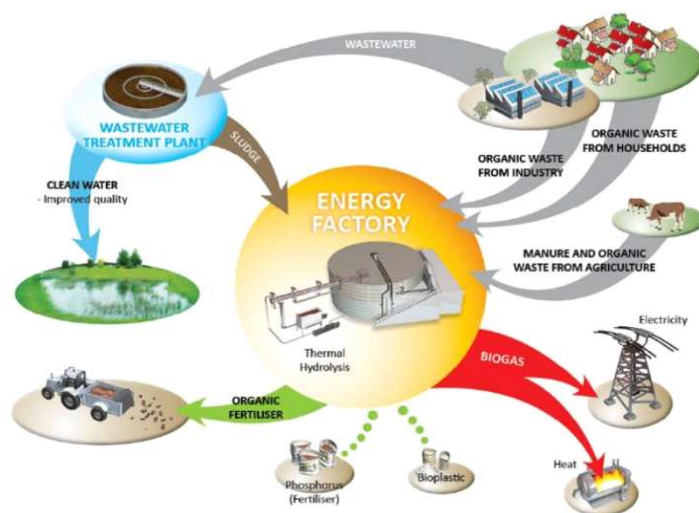 WASTEWATER
WASTEWATER
TREATMENT PLANT
SLUDGE
ORGANIC WASTE
FROM HOUSEHOLDS
ORGANIC WASTE
FROM INDUSTRY
CLEAN WATER
- Improved quality
ENERGY
FACTORY
MANURE AND ORGANIC
WASTE FROM AGRICULTURE
Thermal
Hydrolysis
BIOGAS
Electricity
ORGANIC
FERTILISER
Heat
Phosphorus
(Fertiliser)
Bioplastic